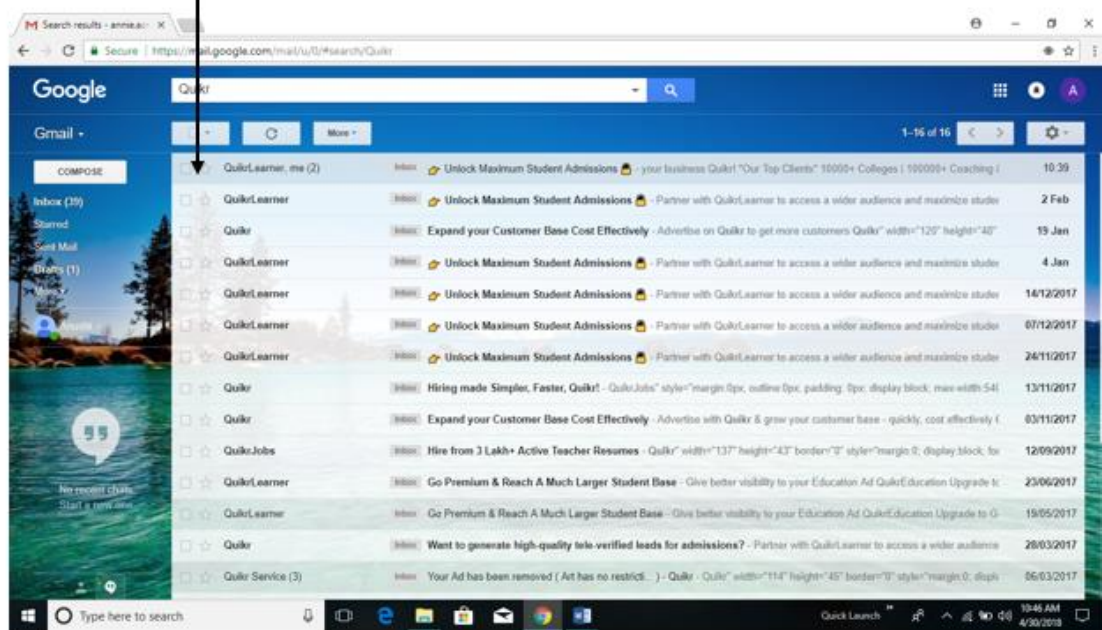 Search results - annie.ac
Secure | https://mail.google.com/mail/u/0/#search/Quikr
Google
Quikr
A
Gmail
More
1-16 of 16
COMPOSE
Inbox (39)
Starred
Sent Mail
Drafts (1)
More
No recent chats
Start a new one
QuikrLearner, me (2) Inbox Unlock Maximum Student Admissions - your business Quikr! "Our Top Clients" 10000+ Colleges | 100000+ Coaching 10:39
QuikrLearner Inbox Unlock Maximum Student Admissions - Partner with QuikrLearner to access a wider audience and maximize studen 2 Feb
Quikr Inbox Expand your Customer Base Cost Effectively - Advertise on Quikr to get more customers Quikr" width="120" height="40" 19 Jan
QuikrLearner Inbox Unlock Maximum Student Admissions - Partner with QuikrLearner to access a wider audience and maximize studen 4 Jan
QuikrLearner Inbox Unlock Maximum Student Admissions - Partner with QuikrLearner to access a wider audience and maximize studen 14/12/2017
QuikrLearner Inbox Unlock Maximum Student Admissions - Partner with QuikrLearner to access a wider audience and maximize studen 07/12/2017
QuikrLearner Inbox Unlock Maximum Student Admissions - Partner with QuikrLearner to access a wider audience and maximize studen 24/11/2017
Quikr Inbox Hiring made Simpler, Faster, Quikr! - QuikrJobs" style="margin:0px; outline:0px; padding: 0px; display:block; max-width:540 13/11/2017
Quikr Inbox Expand your Customer Base Cost Effectively - Advertise with Quikr & grow your customer base - quickly, cost effectively 03/11/2017
QuikrJobs Inbox Hire from 3 Lakh+ Active Teacher Resumes - Quikr" width="137" height="43" border="0" style="margin:0; display:block; fon 12/09/2017
QuikrLearner Inbox Go Premium & Reach A Much Larger Student Base - Give better visibility to your Education Ad QuikrEducation Upgrade to 23/06/2017
QuikrLearner Inbox Go Premium & Reach A Much Larger Student Base - Give better visibility to your Education Ad QuikrEducation Upgrade to G 19/05/2017
Quikr Inbox Want to generate high-quality tele-verified leads for admissions? - Partner with QuikrLearner to access a wider audience 28/03/2017
Quikr Service (3) Inbox Your Ad has been removed ( Art has no restricti... ) - Quikr - Quikr" width="114" height="45" border="0" style="margin:0; displa 06/03/2017
Type here to search
Quick Launch
10:46 AM
4/30/2018